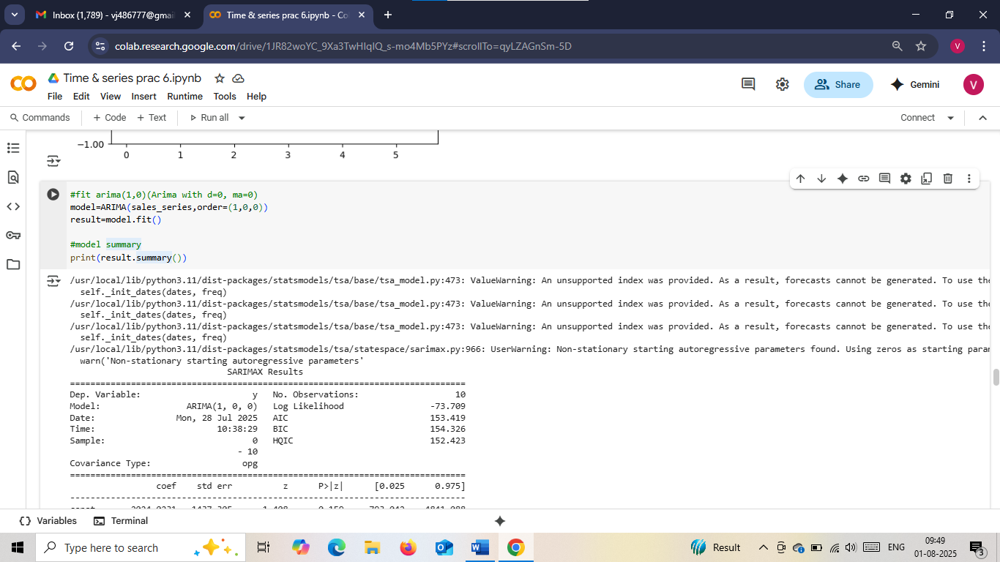 Inbox (1,789) - vj486777@gmai
Time & series prac 6.ipynb - Co
colab.research.google.com/drive/1JR82woYC_9Xa3TwHIqIQ_s-mo4Mb5PYz#scrollTo=qyLZAGnSm-5D
V
CO
Time & series prac 6.ipynb
File Edit View Insert Runtime Tools Help
Share
Gemini
V
Commands + Code + Text Run all
Connect
−1.00
0 1 2 3 4 5
#fit arima(1,0)(Arima with d=0, ma=0)
model=ARIMA(sales_series,order=(1,0,0))
result=model.fit()
#model summary
print(result.summary())
/usr/local/lib/python3.11/dist-packages/statsmodels/tsa/base/tsa_model.py:473: ValueWarning: An unsupported index was provided. As a result, forecasts cannot be generated. To use the
self._init_dates(dates, freq)
/usr/local/lib/python3.11/dist-packages/statsmodels/tsa/base/tsa_model.py:473: ValueWarning: An unsupported index was provided. As a result, forecasts cannot be generated. To use the
self._init_dates(dates, freq)
/usr/local/lib/python3.11/dist-packages/statsmodels/tsa/base/tsa_model.py:473: ValueWarning: An unsupported index was provided. As a result, forecasts cannot be generated. To use the
self._init_dates(dates, freq)
/usr/local/lib/python3.11/dist-packages/statsmodels/tsa/statespace/sarimax.py:966: UserWarning: Non-stationary starting autoregressive parameters found. Using zeros as starting param
warn('Non-stationary starting autoregressive parameters'
SARIMAX Results
==============================================================================
Dep. Variable: y No. Observations: 10
Model: ARIMA(1, 0, 0) Log Likelihood -73.709
Date: Mon, 28 Jul 2025 AIC 153.419
Time: 10:38:29 BIC 154.326
Sample: 0 HQIC 152.423
- 10
Covariance Type: opg
==============================================================================
coef std err z P>|z| [0.025 0.975]
------------------------------------------------------------------------------
Variables
Terminal
Type here to search
Result
ENG
09:49
01-08-2025
3